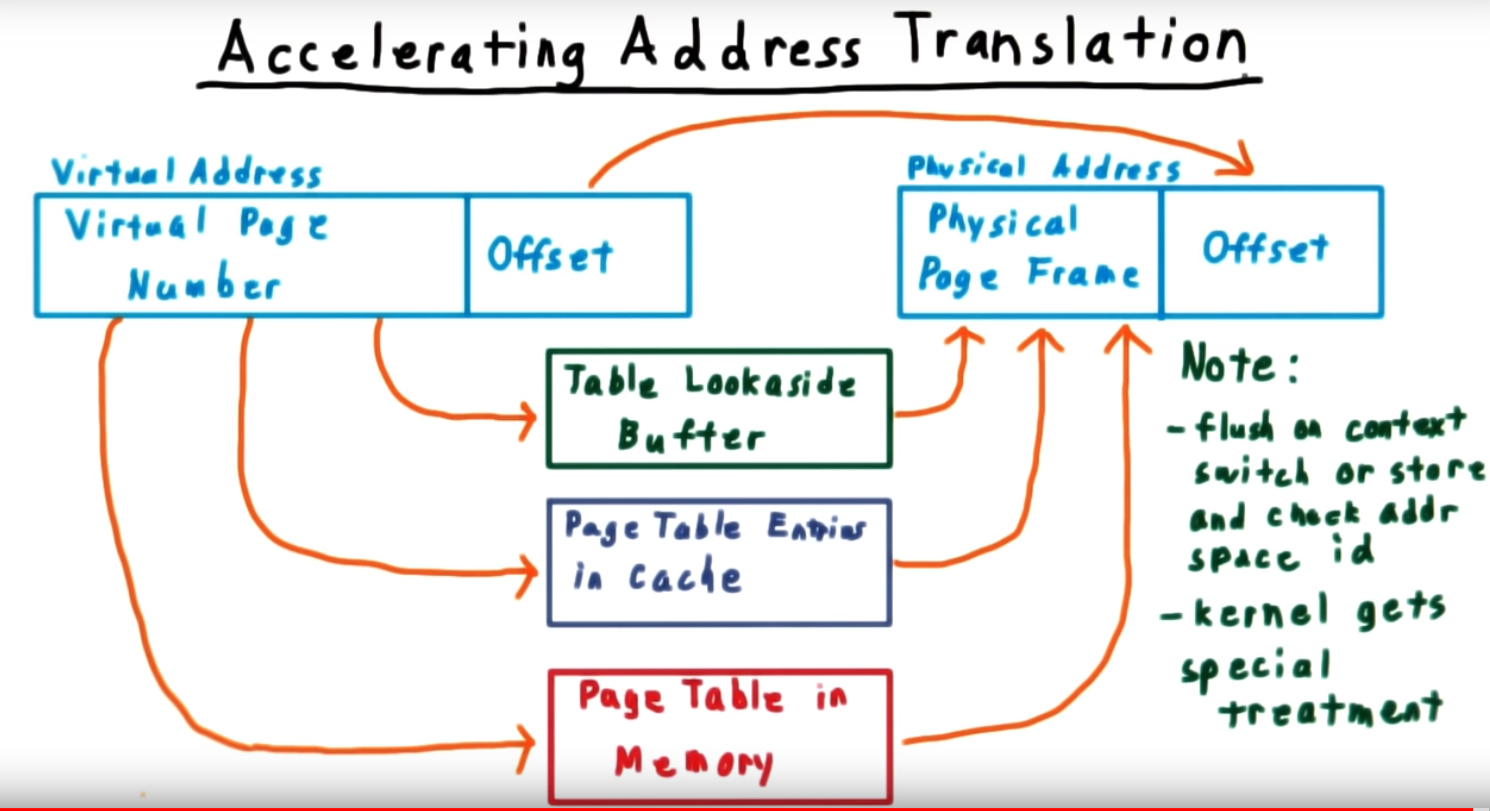 Accelerating Address Translation
Virtual Address
Virtual Page
Number
Offset
Physical Address
Physical
Page Frame
Offset
Table Lookaside
Buffer
Page Table Entries
in cache
Page Table in
Memory
Note:
- flush on context
switch or store
and check addr
space id
- kernel gets
special
treatment